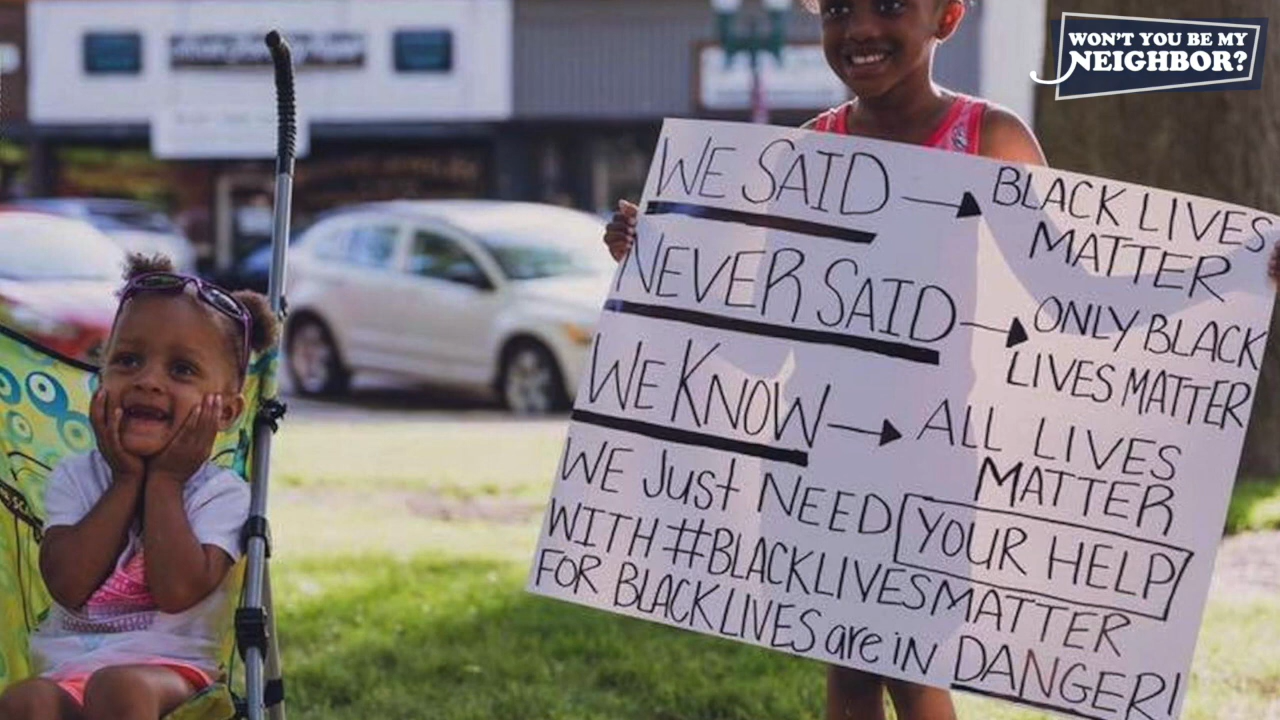 WON'T YOU BE MY
NEIGHBOR?
WE SAID → BLACK LIVES
MATTER
NEVER SAID → ONLY BLACK
LIVES MATTER
WE KNOW → ALL LIVES
MATTER
WE JUST NEED YOUR HELP
WITH #BLACKLIVESMATTER
FOR BLACK LIVES are iN DANGER!